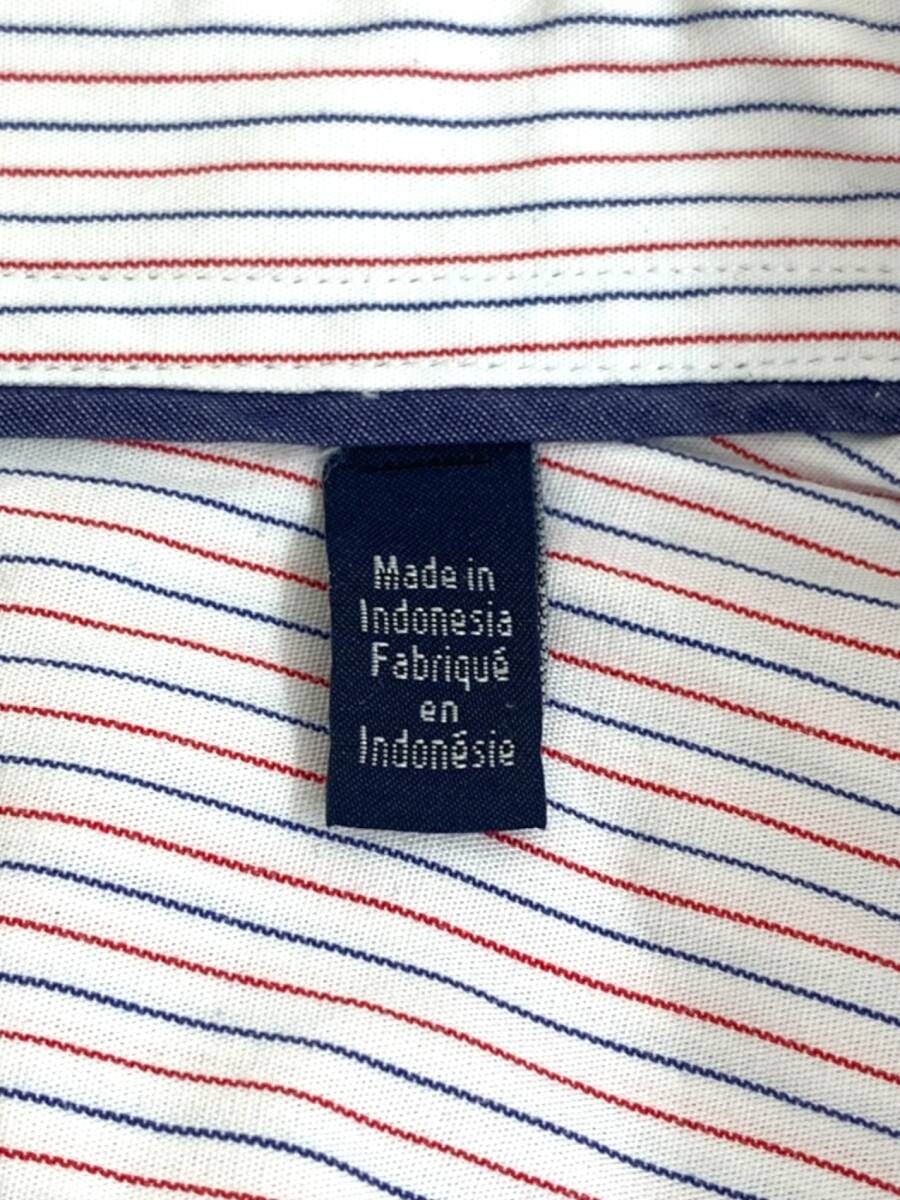 Made in
Indonesia
Fabriqué
en
Indonésie